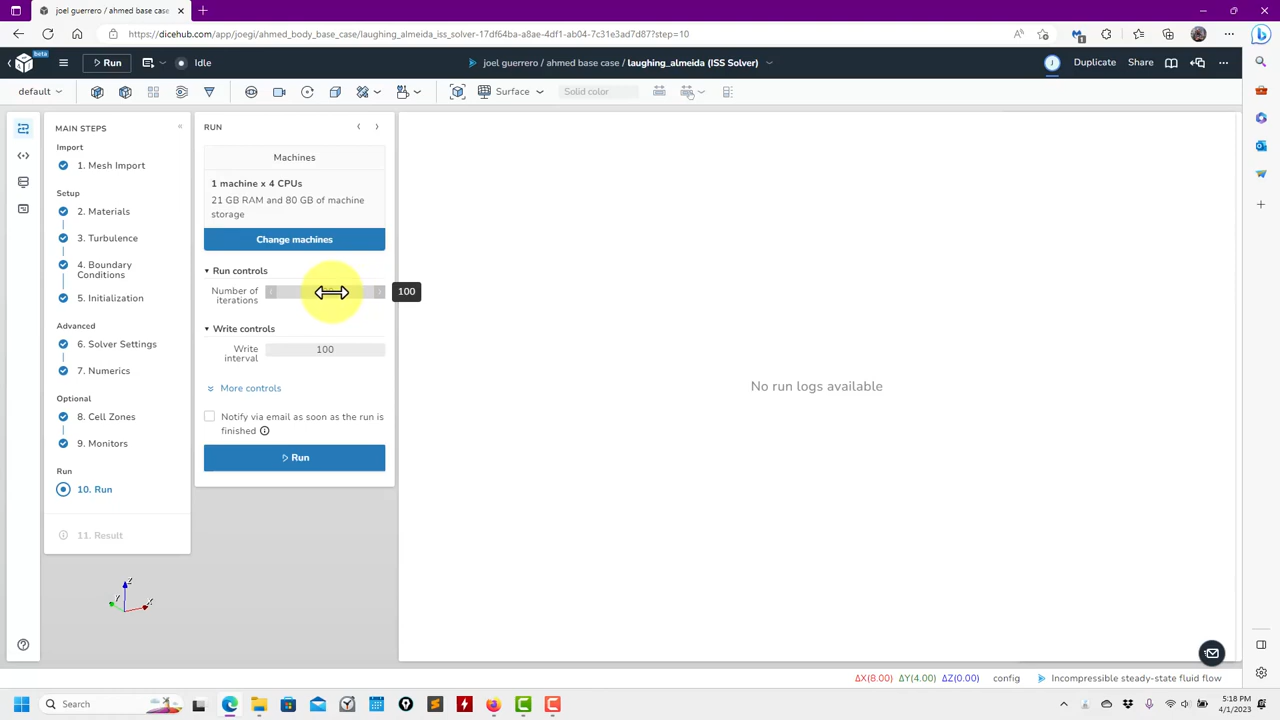 joel guerrero / ahmed base case
https://dicehub.com/app/joegi/ahmed_body_base_case/laughing_almeida_iss_solver-17df64ba-a8ae-4df1-ab04-7c31e3ad7d87?step=10
beta
Run
Idle
joel guerrero / ahmed base case / laughing_almeida (ISS Solver)
J
Duplicate
Share
default
Surface
Solid color
MAIN STEPS
Import
1. Mesh Import
Setup
2. Materials
3. Turbulence
4. Boundary
Conditions
5. Initialization
Advanced
6. Solver Settings
7. Numerics
Optional
8. Cell Zones
9. Monitors
Run
10. Run
11. Result
RUN
Machines
1 machine x 4 CPUs
21 GB RAM and 80 GB of machine
storage
Change machines
Run controls
Number of
iterations
100
Write controls
Write
interval
100
More controls
Notify via email as soon as the run is
finished
Run
No run logs available
Z
Y
X
ΔX(8.00) ΔY(4.00) ΔZ(0.00)
config
Incompressible steady-state fluid flow
Search
5:18 PM
4/1/2023